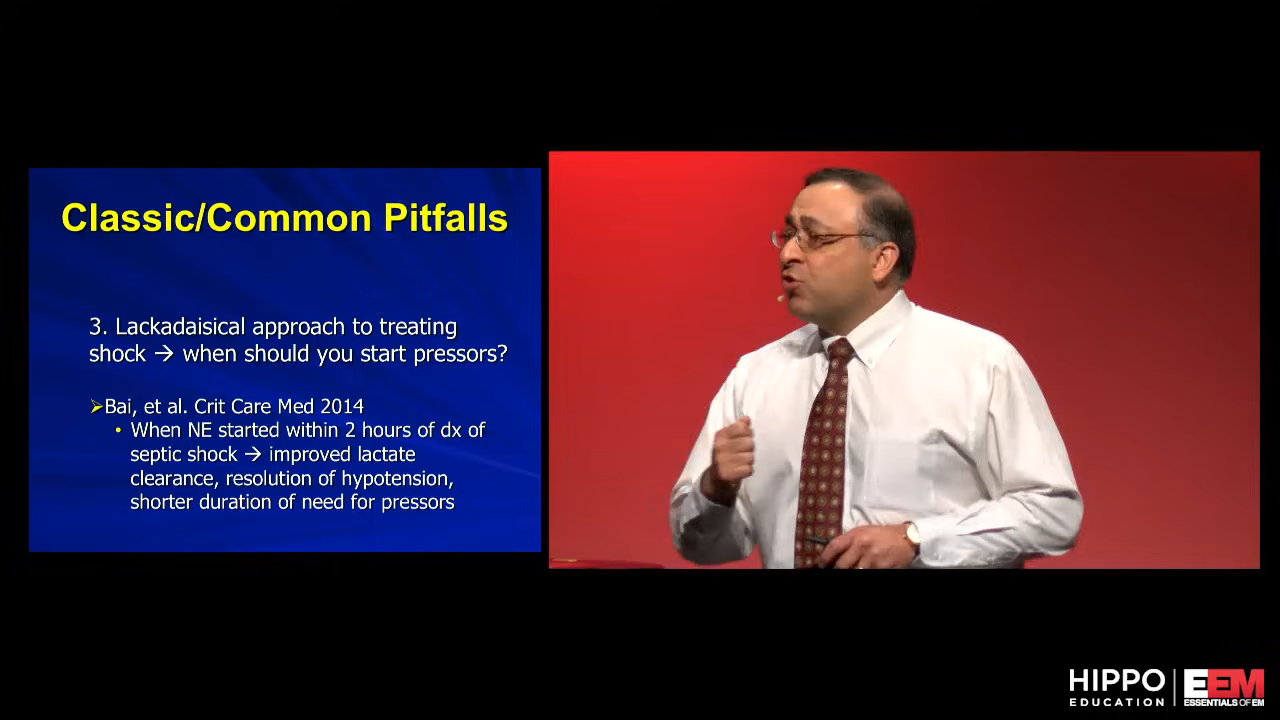 Classic/Common Pitfalls
3. Lackadaisical approach to treating
shock → when should you start pressors?
➢Bai, et al. Crit Care Med 2014
• When NE started within 2 hours of dx of
septic shock → improved lactate
clearance, resolution of hypotension,
shorter duration of need for pressors
HIPPO
EDUCATION
EEM
ESSENTIALS OF EM